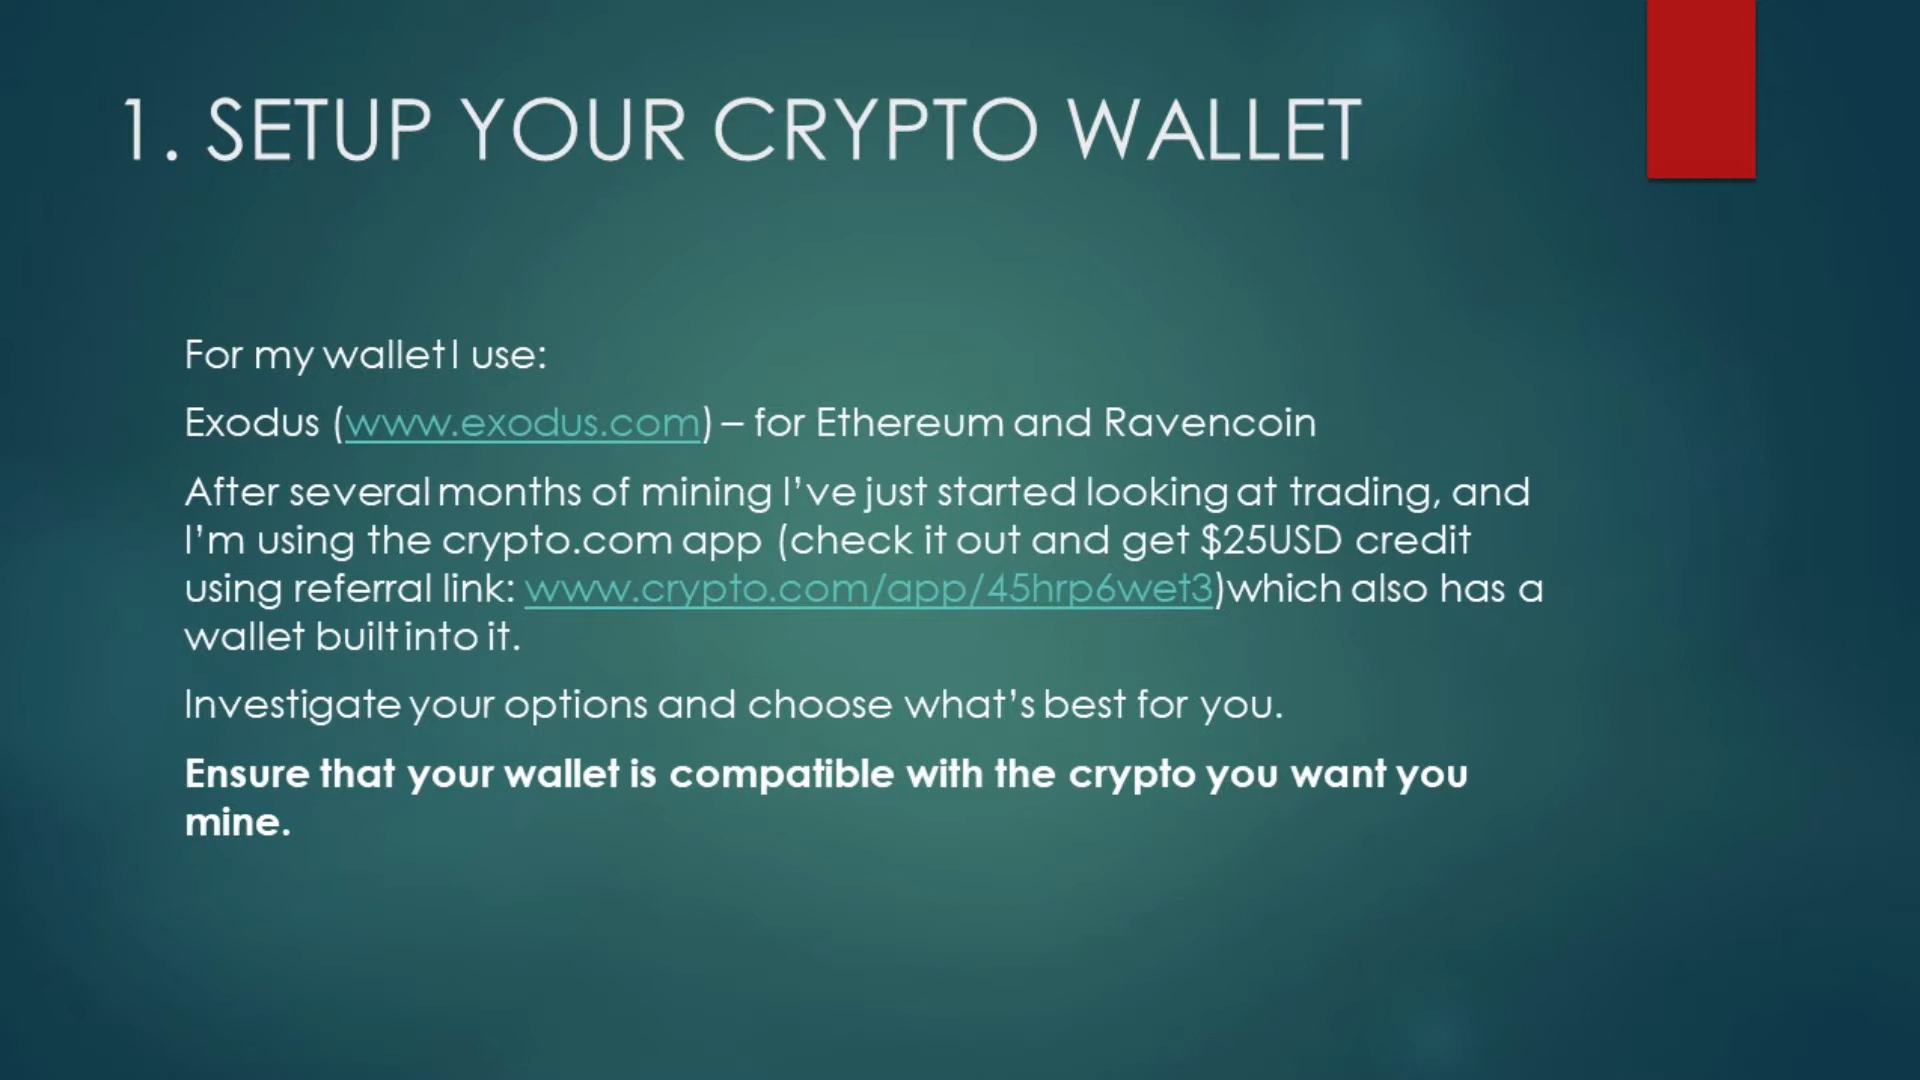 1. SETUP YOUR CRYPTO WALLET
For my wallet I use:
Exodus (www.exodus.com) – for Ethereum and Ravencoin
After several months of mining I’ve just started looking at trading, and
I’m using the crypto.com app (check it out and get $25USD credit
using referral link: www.crypto.com/app/45hrp6wet3)which also has a
wallet built into it.
Investigate your options and choose what’s best for you.
Ensure that your wallet is compatible with the crypto you want you
mine.